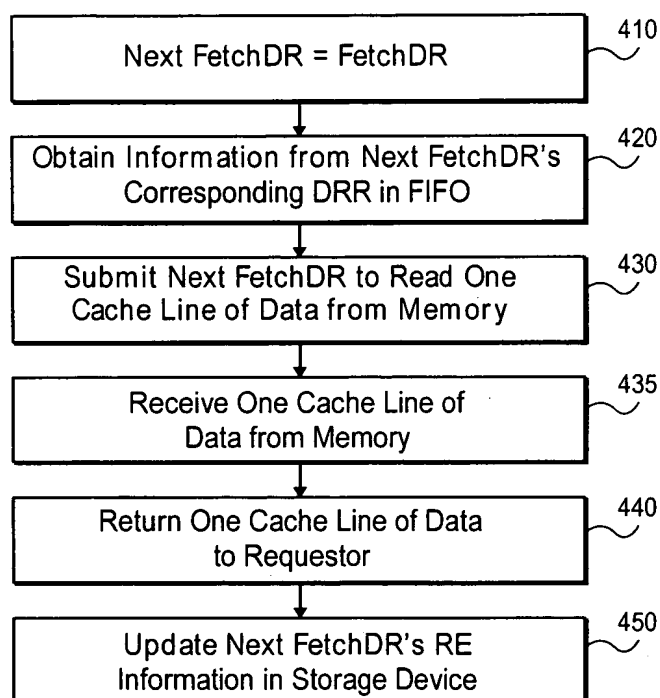 410
Next FetchDR = FetchDR
420
Obtain Information from Next FetchDR's
Corresponding DRR in FIFO
430
Submit Next FetchDR to Read One
Cache Line of Data from Memory
435
Receive One Cache Line of
Data from Memory
440
Return One Cache Line of Data
to Requestor
450
Update Next FetchDR's RE
Information in Storage Device